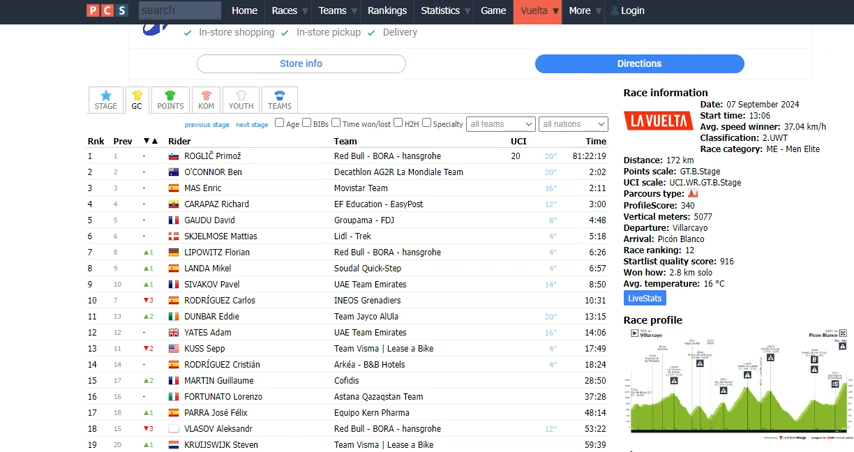 PCS search Home Races ▾ Teams ▾ Rankings Statistics ▾ Game Vuelta ▾ More ▾ Login
✓ In-store shopping ✓ In-store pickup ✓ Delivery
Store info Directions
STAGE GC POINTS KOM YOUTH TEAMS
previous stage next stage Age BIBs Time won/lost H2H Specialty all teams all nations
Rnk Prev ▼▲ Rider Team UCI Time
1 1 - ROGLIČ Primož Red Bull - BORA - hansgrohe 20 20" 81:22:19
2 2 - O'CONNOR Ben Decathlon AG2R La Mondiale Team 20" 2:02
3 3 - MAS Enric Movistar Team 16" 2:11
4 4 - CARAPAZ Richard EF Education - EasyPost 12" 3:00
5 5 - GAUDU David Groupama - FDJ 8" 4:48
6 6 - SKJELMOSE Mattias Lidl - Trek 4" 5:18
7 8 ▲1 LIPOWITZ Florian Red Bull - BORA - hansgrohe 4" 6:26
8 9 ▲1 LANDA Mikel Soudal Quick-Step 4" 6:57
9 10 ▲1 SIVAKOV Pavel UAE Team Emirates 14" 8:50
10 7 ▼3 RODRÍGUEZ Carlos INEOS Grenadiers 10:31
11 13 ▲2 DUNBAR Eddie Team Jayco AlUla 20" 13:15
12 12 - YATES Adam UAE Team Emirates 16" 14:06
13 11 ▼2 KUSS Sepp Team Visma | Lease a Bike 4" 17:49
14 14 - RODRÍGUEZ Cristián Arkéa - B&B Hotels 4" 18:24
15 17 ▲2 MARTIN Guillaume Cofidis 28:50
16 16 - FORTUNATO Lorenzo Astana Qazaqstan Team 37:28
17 18 ▲1 PARRA José Félix Equipo Kern Pharma 48:14
18 15 ▼3 VLASOV Aleksandr Red Bull - BORA - hansgrohe 12" 53:22
19 20 ▲1 KRUIJSWIJK Steven Team Visma | Lease a Bike 59:39
Race information
LA VUELTA
Date: 07 September 2024
Start time: 13:06
Avg. speed winner: 37.04 km/h
Classification: 2.UWT
Race category: ME - Men Elite
Distance: 172 km
Points scale: GT.B.Stage
UCI scale: UCI.WR.GT.B.Stage
Parcours type:
ProfileScore: 340
Vertical meters: 5077
Departure: Villarcayo
Arrival: Picón Blanco
Race ranking: 12
Startlist quality score: 916
Won how: 2.8 km solo
Avg. temperature: 16 °C
LiveStats
Race profile
Villarcayo
Picón Blanco